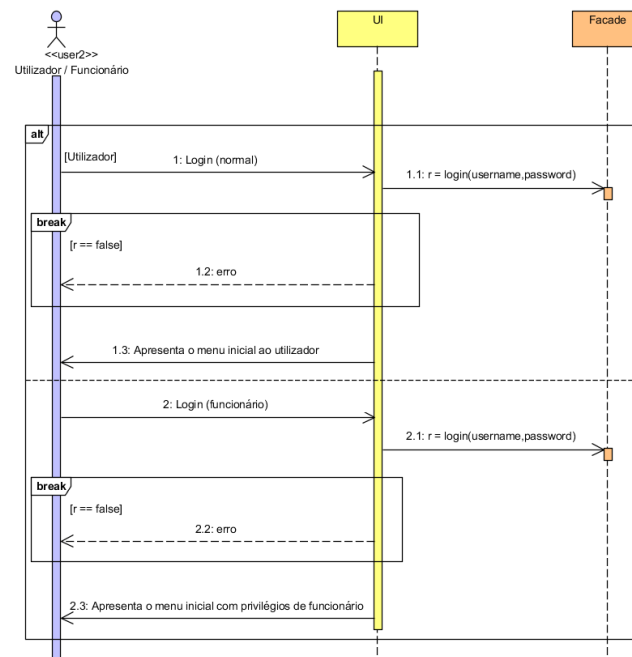 UI
Facade
<<user2>>
Utilizador / Funcionário
alt
[Utilizador]
1: Login (normal)
1.1: r = login(username,password)
break
[r == false]
1.2: erro
1.3: Apresenta o menu inicial ao utilizador
2: Login (funcionário)
2.1: r = login(username,password)
break
[r == false]
2.2: erro
2.3: Apresenta o menu inicial com privilégios de funcionário